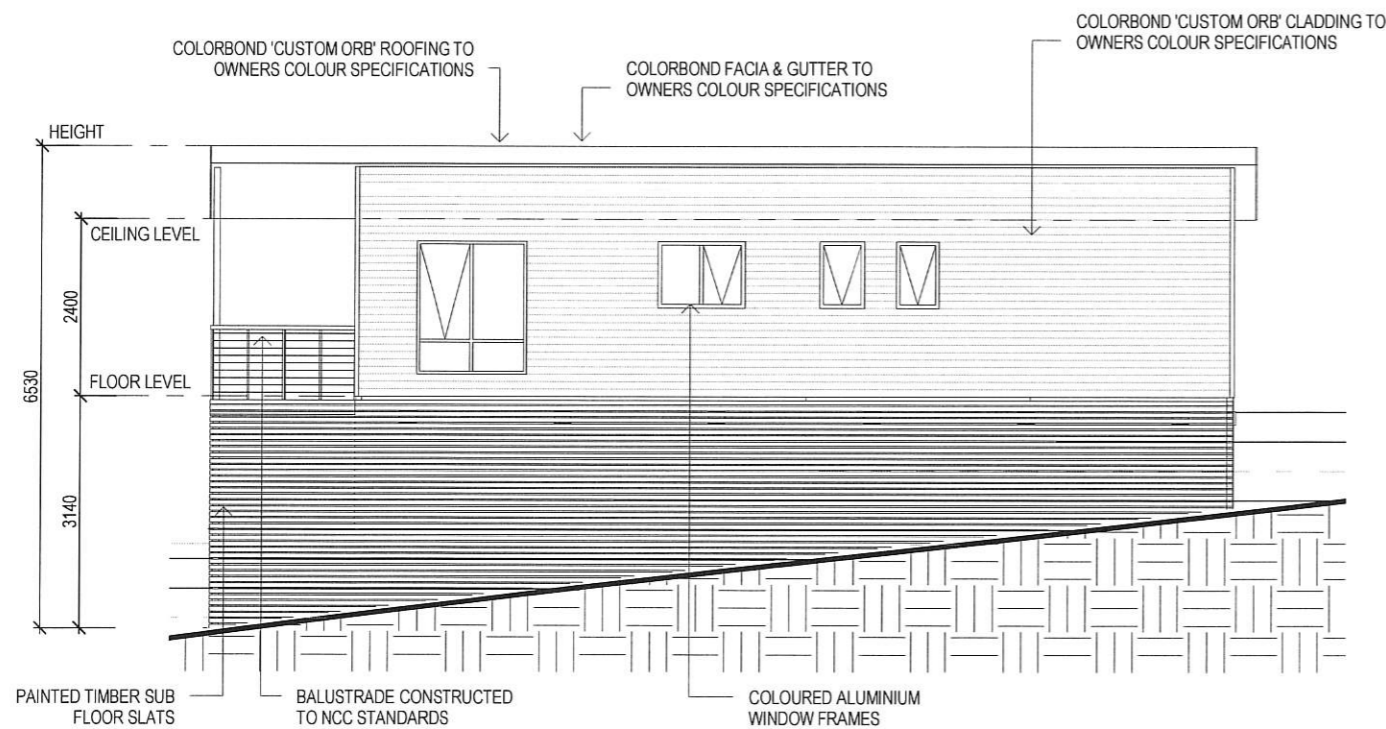 COLORBOND 'CUSTOM ORB' CLADDING TO
OWNERS COLOUR SPECIFICATIONS
COLORBOND 'CUSTOM ORB' ROOFING TO
OWNERS COLOUR SPECIFICATIONS
COLORBOND FACIA & GUTTER TO
OWNERS COLOUR SPECIFICATIONS
HEIGHT
CEILING LEVEL
2400
6530
FLOOR LEVEL
3140
PAINTED TIMBER SUB
FLOOR SLATS
BALUSTRADE CONSTRUCTED
TO NCC STANDARDS
COLOURED ALUMINIUM
WINDOW FRAMES